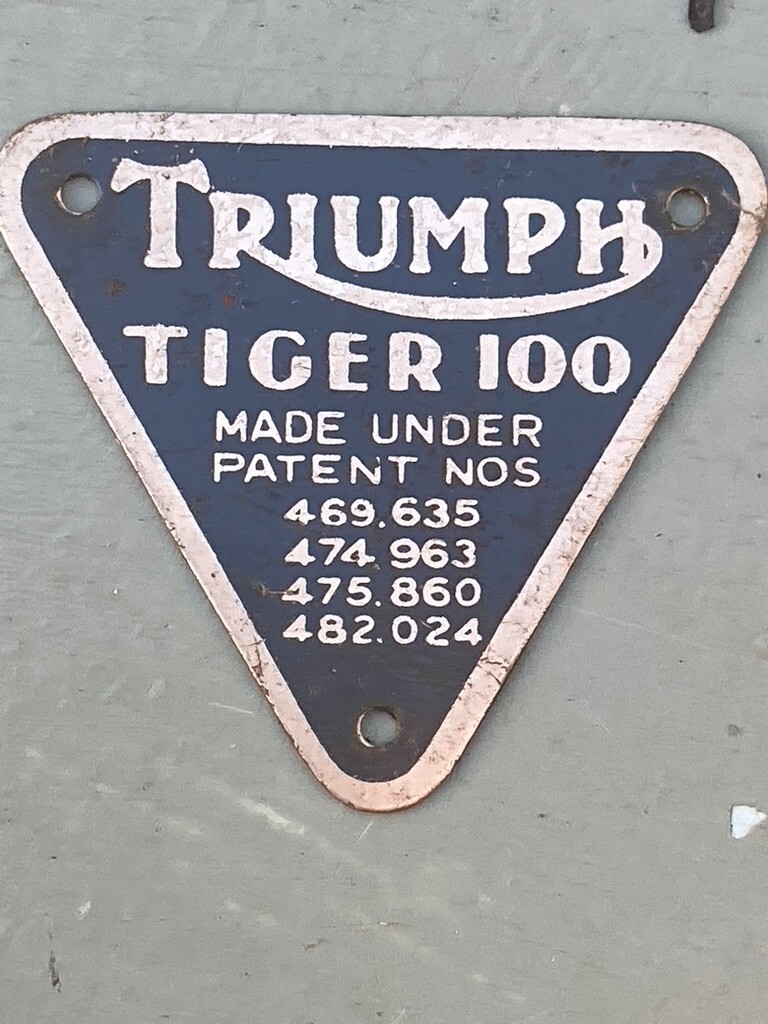 TRIUMPH
TIGER 100
MADE UNDER
PATENT NOS
469.635
474.963
475.860
482.024